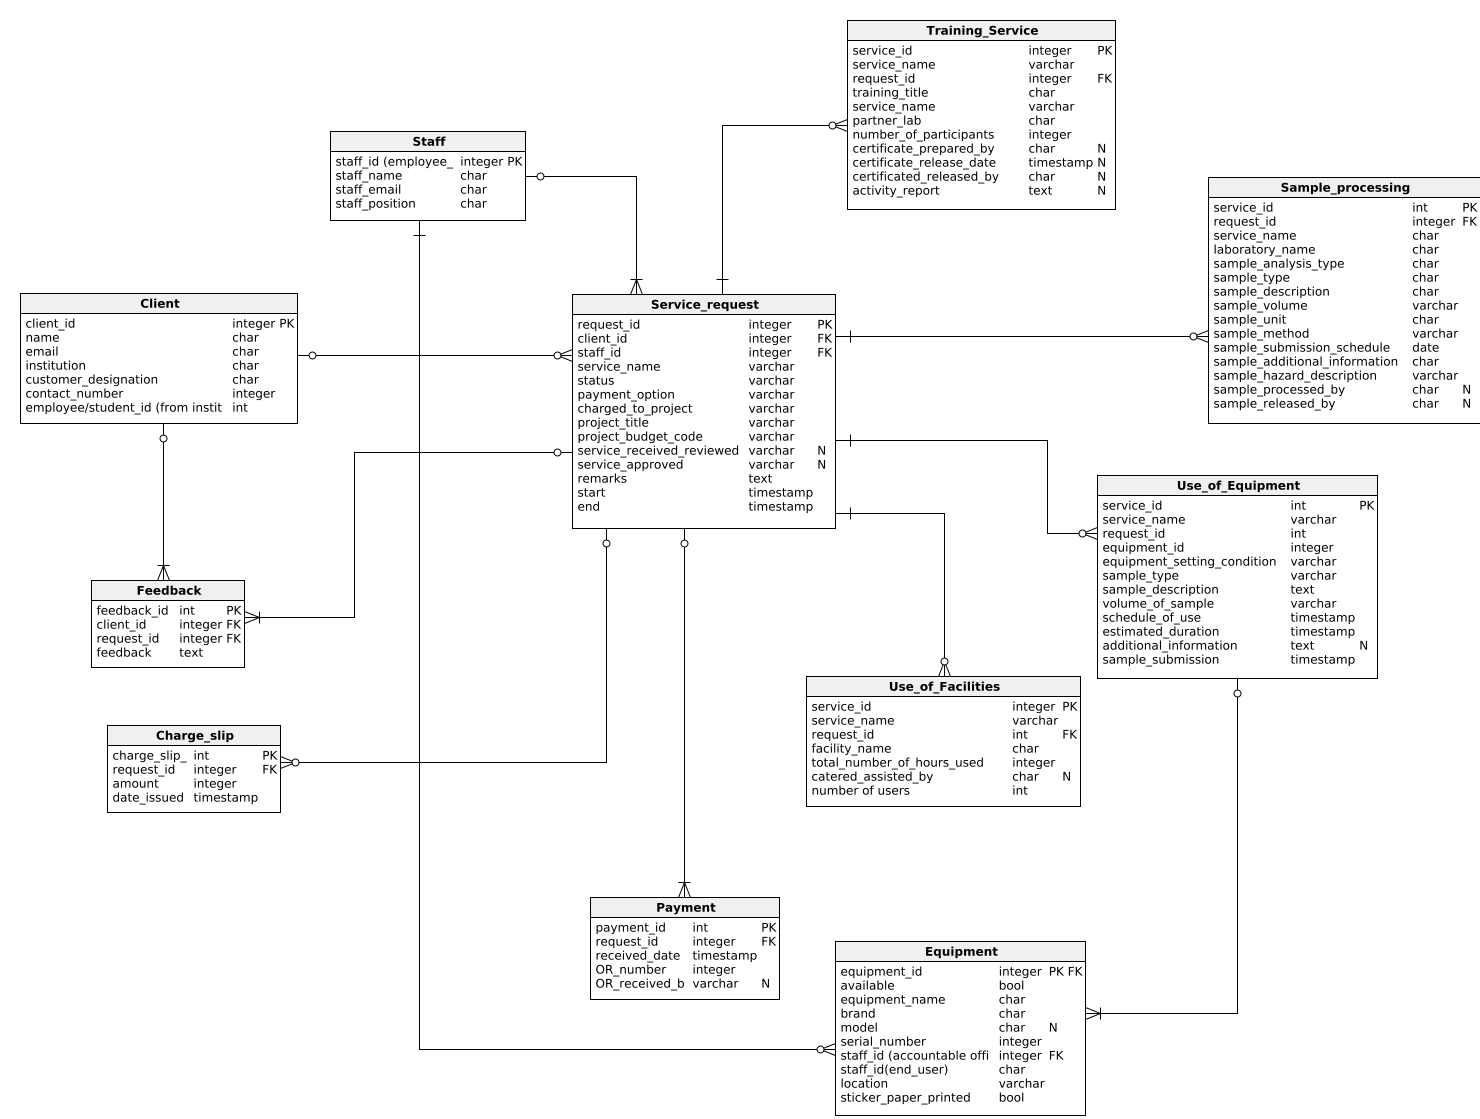 Training_Service
service_id integer PK
service_name varchar
request_id integer FK
training_title char
service_name varchar
partner_lab char
number_of_participants integer
certificate_prepared_by char N
certificate_release_date timestamp N
certificated_released_by char N
activity_report text N
Staff
staff_id (employee_ integer PK
staff_name char
staff_email char
staff_position char
Sample_processing
service_id int PK
request_id integer FK
service_name char
laboratory_name char
sample_analysis_type char
sample_type char
sample_description char
sample_volume varchar
sample_unit char
sample_method varchar
sample_submission_schedule date
sample_additional_information char
sample_hazard_description varchar
sample_processed_by char N
sample_released_by char N
Client
client_id integer PK
name char
email char
institution char
customer_designation char
contact_number integer
employee/student_id (from instit int
Service_request
request_id integer PK
client_id integer FK
staff_id integer FK
service_name varchar
status varchar
payment_option varchar
charged_to_project varchar
project_title varchar
project_budget_code varchar
service_received_reviewed varchar N
service_approved varchar N
remarks text
start timestamp
end timestamp
Use_of_Equipment
service_id int PK
service_name varchar
request_id int
equipment_id integer
equipment_setting_condition varchar
sample_type varchar
sample_description text
volume_of_sample varchar
schedule_of_use timestamp
estimated_duration timestamp
additional_information text N
sample_submission timestamp
Feedback
feedback_id int PK
client_id integer FK
request_id integer FK
feedback text
Use_of_Facilities
service_id integer PK
service_name varchar
request_id int FK
facility_name char
total_number_of_hours_used integer
catered_assisted_by char N
number of users int
Charge_slip
charge_slip_ int PK
request_id integer FK
amount integer
date_issued timestamp
Payment
payment_id int PK
request_id integer FK
received_date timestamp
OR_number integer
OR_received_b varchar N
Equipment
equipment_id integer PK FK
available bool
equipment_name char
brand char
model char N
serial_number integer
staff_id (accountable offi integer FK
staff_id(end_user) char
location varchar
sticker_paper_printed bool